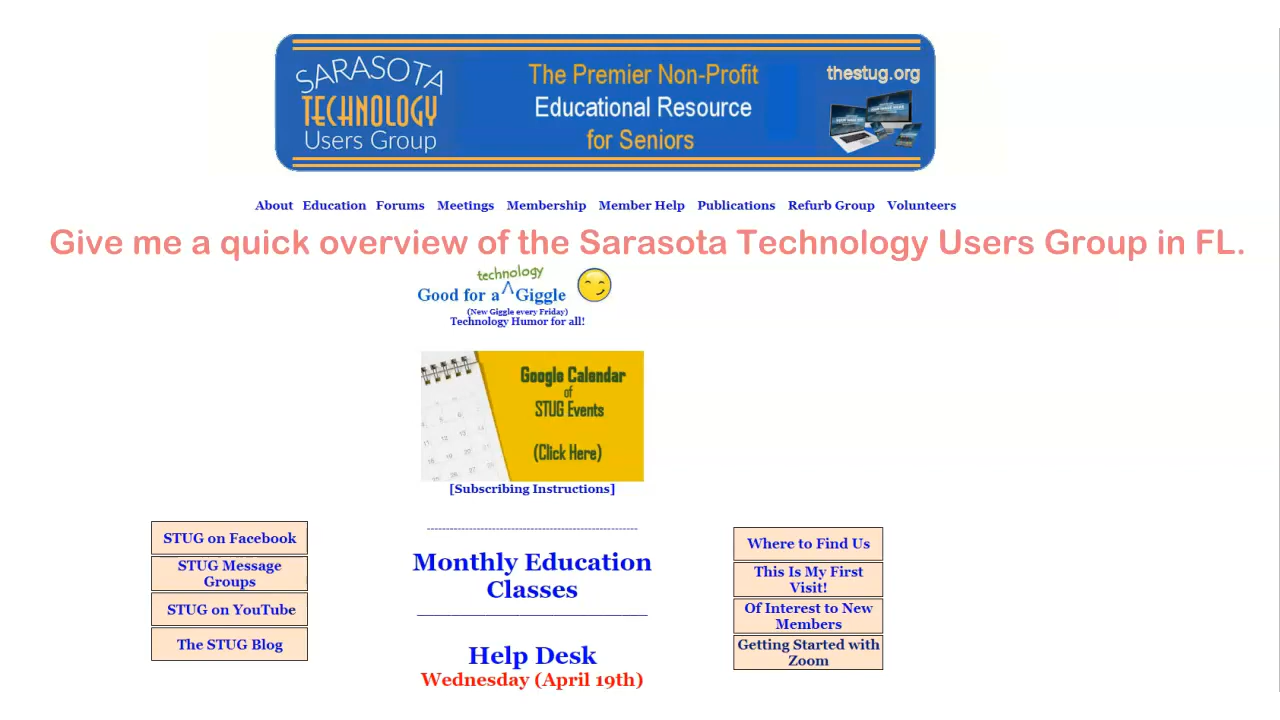 SARASOTA
TECHNOLOGY
Users Group
The Premier Non-Profit
Educational Resource
for Seniors
thestug.org
About Education Forums Meetings Membership Member Help Publications Refurb Group Volunteers
Give me a quick overview of the Sarasota Technology Users Group in FL.
technology
Good for a ^ Giggle
(New Giggle every Friday)
Technology Humor for all!
Google Calendar
of
STUG Events
(Click Here)
[Subscribing Instructions]
STUG on Facebook
STUG Message
Groups
STUG on YouTube
The STUG Blog
Monthly Education
Classes
Help Desk
Wednesday (April 19th)
Where to Find Us
This Is My First
Visit!
Of Interest to New
Members
Getting Started with
Zoom